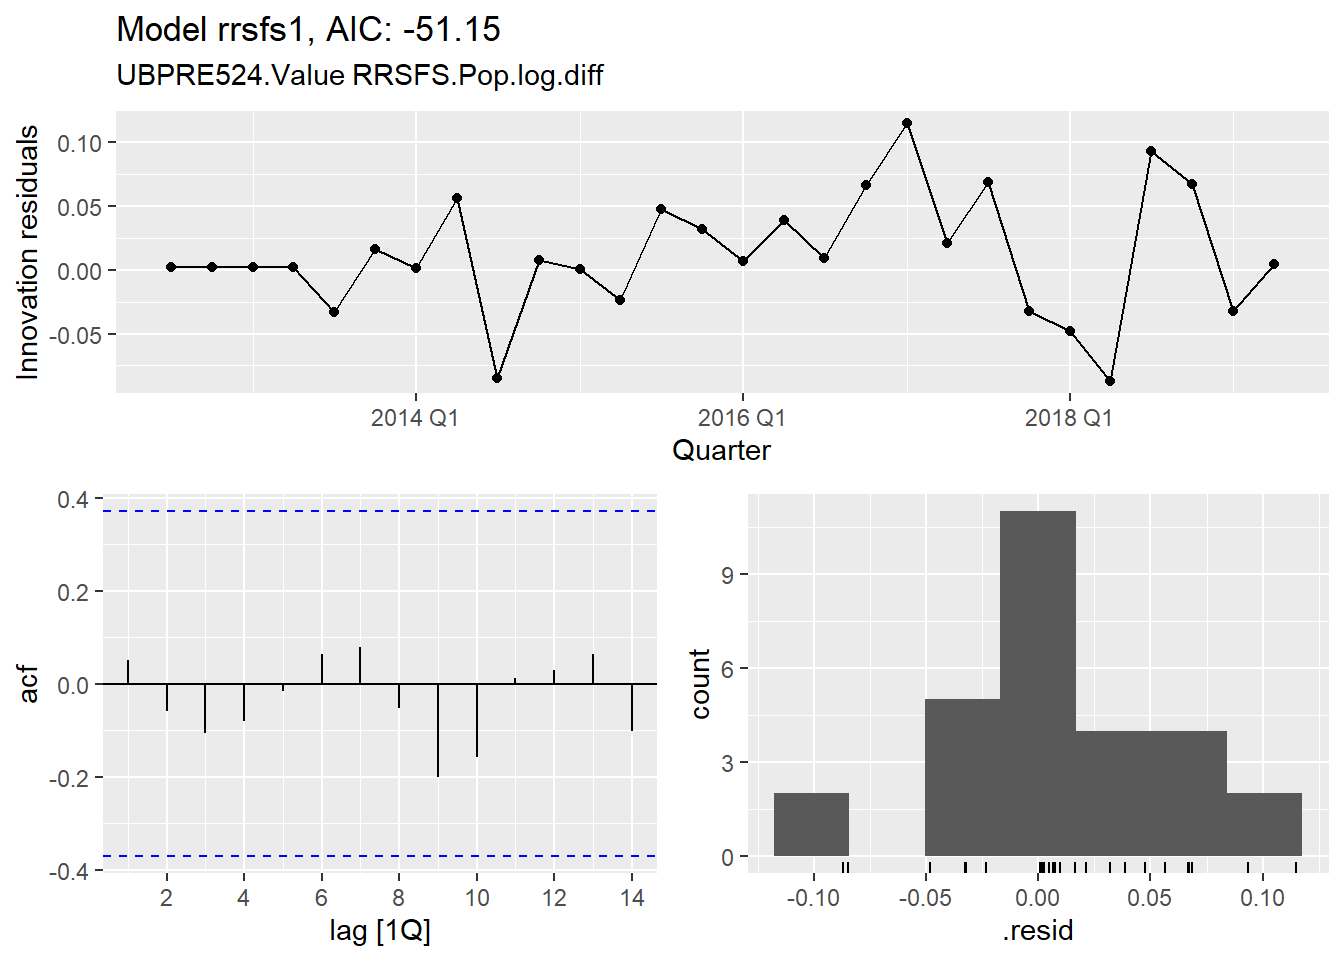 Model rrsfs1, AIC: -51.15
UBPRE524.Value RRSFS.Pop.log.diff
Innovation residuals
0.10
0.05
0.00
-0.05
2014 Q1
2016 Q1
2018 Q1
Quarter
acf
0.4
0.2
0.0
-0.2
-0.4
2
4
6
8
10
12
14
lag [1Q]
count
9
6
3
0
-0.10
-0.05
0.00
0.05
0.10
.resid